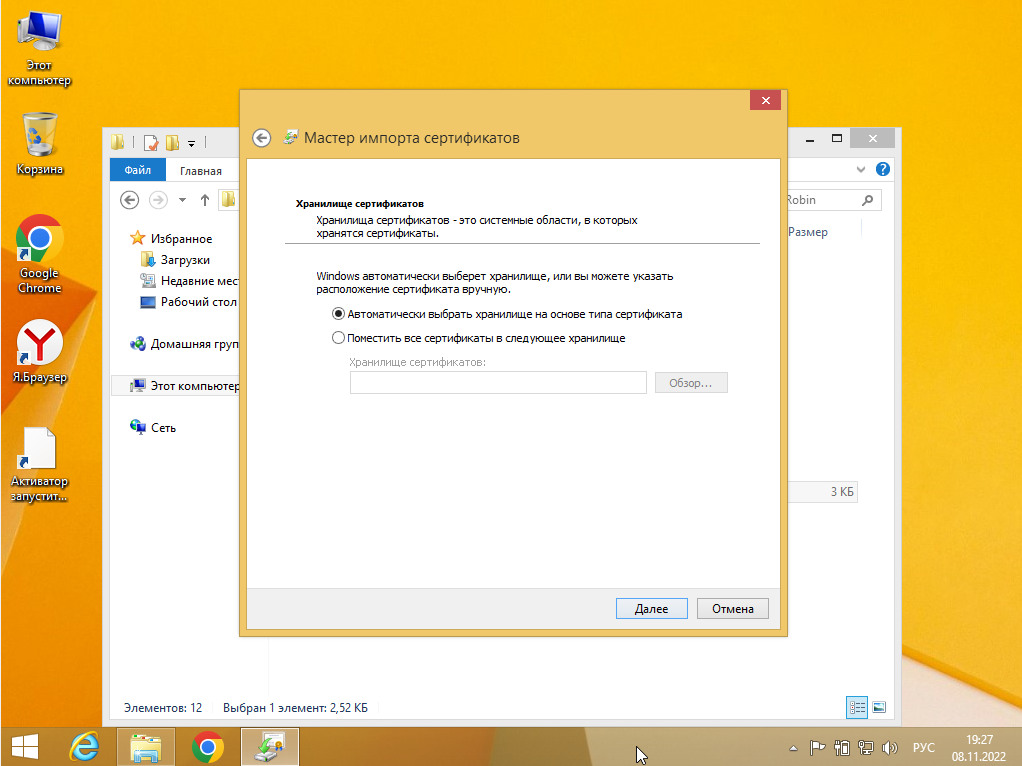 Этот
компьютер
Корзина
Google
Chrome
Я.Браузер
Активатор
запустит...
Файл
Главная
Robin
Размер
Избранное
Загрузки
Недавние мес
Рабочий стол
Домашняя груп
Этот компьютер
Сеть
3 КБ
Элементов: 12
Выбран 1 элемент: 2,52 КБ
Мастер импорта сертификатов
Хранилище сертификатов
Хранилища сертификатов - это системные области, в которых
хранятся сертификаты.
Windows автоматически выберет хранилище, или вы можете указать
расположение сертификата вручную.
Автоматически выбрать хранилище на основе типа сертификата
Поместить все сертификаты в следующее хранилище
Хранилище сертификатов:
Обзор...
Далее
Отмена
РУС
19:27
08.11.2022